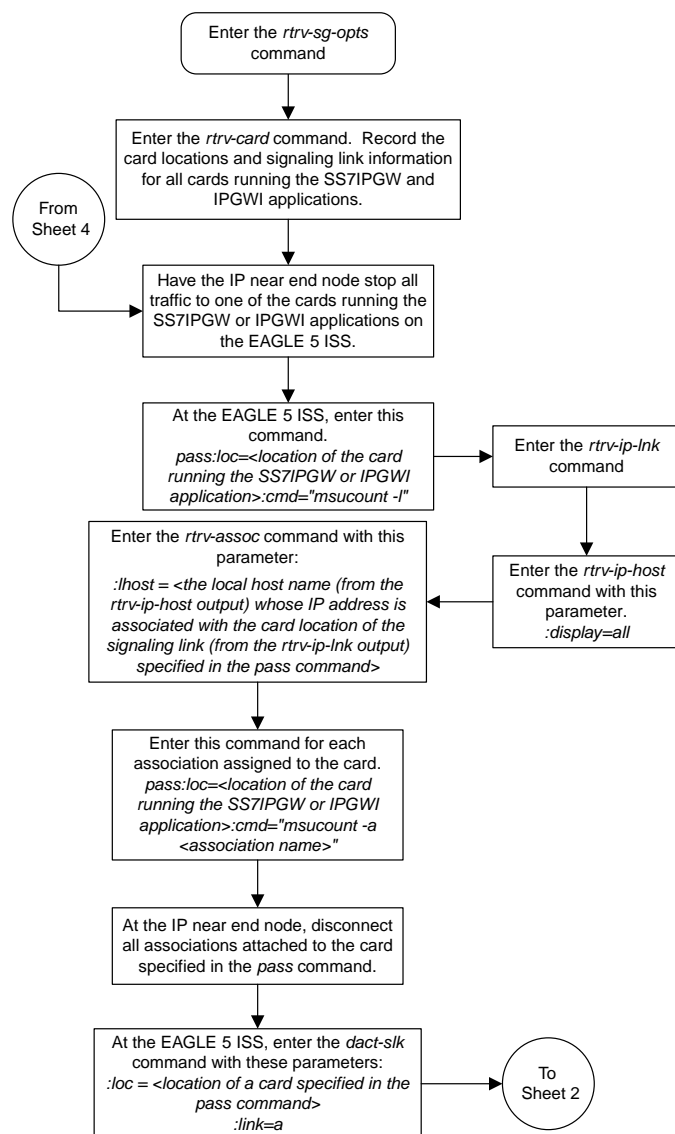 Enter the rtrv-sg-opts
command
Enter the rtrv-card command.  Record the
card locations and signaling link information
for all cards running the SS7IPGW and
IPGWI applications.
From
Sheet 4
Have the IP near end node stop all
traffic to one of the cards running the
SS7IPGW or IPGWI applications on
the EAGLE 5 ISS.
At the EAGLE 5 ISS, enter this
command.
pass:loc=<location of the card
running the SS7IPGW or IPGWI
application>:cmd="msucount -l"
Enter the rtrv-ip-lnk
command
Enter the rtrv-ip-host
command with this
parameter.
:display=all
Enter the rtrv-assoc command with this
parameter:
:lhost = <the local host name (from the
rtrv-ip-host output) whose IP address is
associated with the card location of the
signaling link (from the rtrv-ip-lnk output)
specified in the pass command>
Enter this command for each
association assigned to the card.
pass:loc=<location of the card
running the SS7IPGW or IPGWI
application>:cmd="msucount -a
<association name>"
At the IP near end node, disconnect
all associations attached to the card
specified in the pass command.
At the EAGLE 5 ISS, enter the dact-slk
command with these parameters:
:loc = <location of a card specified in the
pass command>
:link=a
To
Sheet 2